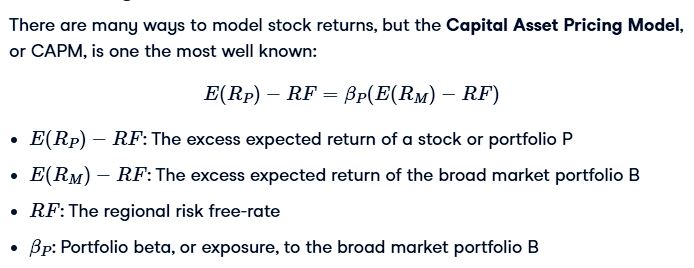 There are many ways to model stock returns, but the Capital Asset Pricing Model,
or CAPM, is one the most well known:
E(R_P) − RF = β_P(E(R_M) − RF)
• E(R_P) − RF: The excess expected return of a stock or portfolio P
• E(R_M) − RF: The excess expected return of the broad market portfolio B
• RF: The regional risk free-rate
• β_P: Portfolio beta, or exposure, to the broad market portfolio B